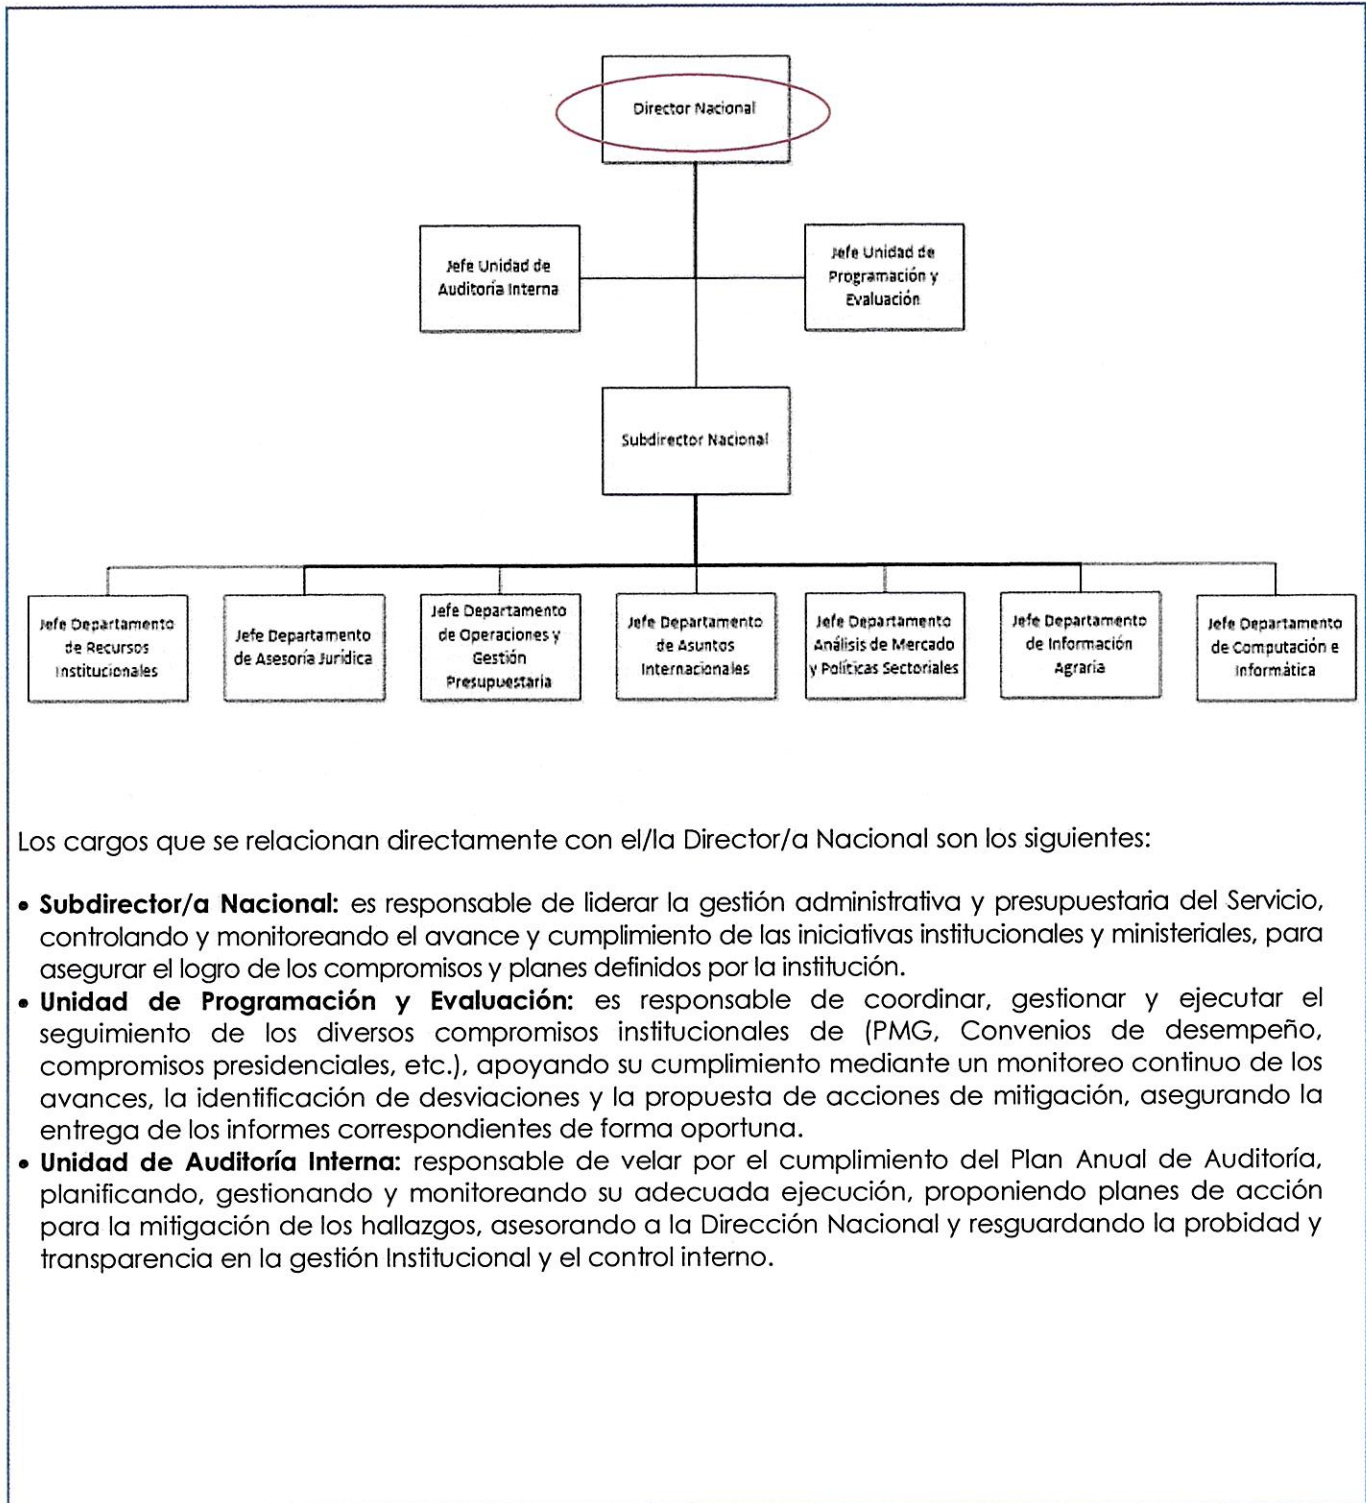 Director Nacional
Jefe Unidad de
Auditoría Interna
Jefe Unidad de
Programación y
Evaluación
Subdirector Nacional
Jefe Departamento
de Recursos
Institucionales
Jefe Departamento
de Asesoría Jurídica
Jefe Departamento
de Operaciones y
Gestión
Presupuestaria
Jefe Departamento
de Asuntos
Internacionales
Jefe Departamento
Análisis de Mercado
y Políticas Sectoriales
Jefe Departamento
de Información
Agraria
Jefe Departamento
de Computación e
Informática
Los cargos que se relacionan directamente con el/la Director/a Nacional son los siguientes:
• Subdirector/a Nacional: es responsable de liderar la gestión administrativa y presupuestaria del Servicio,
controlando y monitoreando el avance y cumplimiento de las iniciativas institucionales y ministeriales, para
asegurar el logro de los compromisos y planes definidos por la institución.
• Unidad de Programación y Evaluación: es responsable de coordinar, gestionar y ejecutar el
seguimiento de los diversos compromisos institucionales de (PMG, Convenios de desempeño,
compromisos presidenciales, etc.), apoyando su cumplimiento mediante un monitoreo continuo de los
avances, la identificación de desviaciones y la propuesta de acciones de mitigación, asegurando la
entrega de los informes correspondientes de forma oportuna.
• Unidad de Auditoría Interna: responsable de velar por el cumplimiento del Plan Anual de Auditoría,
planificando, gestionando y monitoreando su adecuada ejecución, proponiendo planes de acción
para la mitigación de los hallazgos, asesorando a la Dirección Nacional y resguardando la probidad y
transparencia en la gestión Institucional y el control interno.